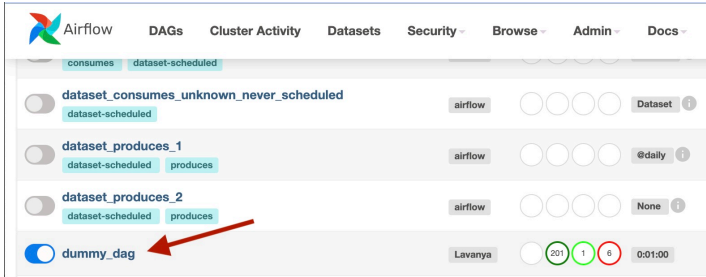 Airflow DAGs Cluster Activity Datasets Security Browse Admin Docs
consumes dataset-scheduled
dataset_consumes_unknown_never_scheduled
dataset-scheduled
airflow Dataset i
dataset_produces_1
dataset-scheduled produces
airflow @daily i
dataset_produces_2
dataset-scheduled produces
airflow None i
dummy_dag Lavanya 201 1 6 0:01:00